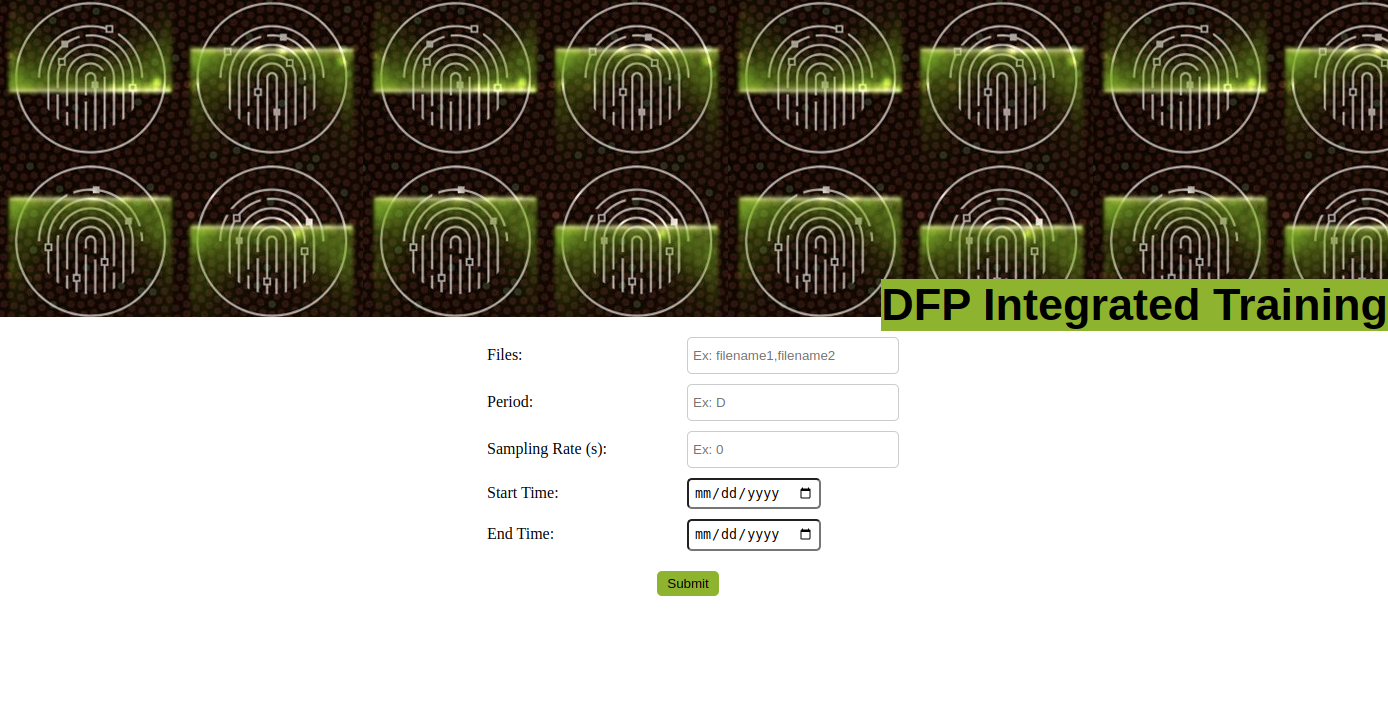 DFP Integrated Training
Files: Ex: filename1,filename2
Period: Ex: D
Sampling Rate (s): Ex: 0
Start Time: mm/dd/yyyy
End Time: mm/dd/yyyy
Submit